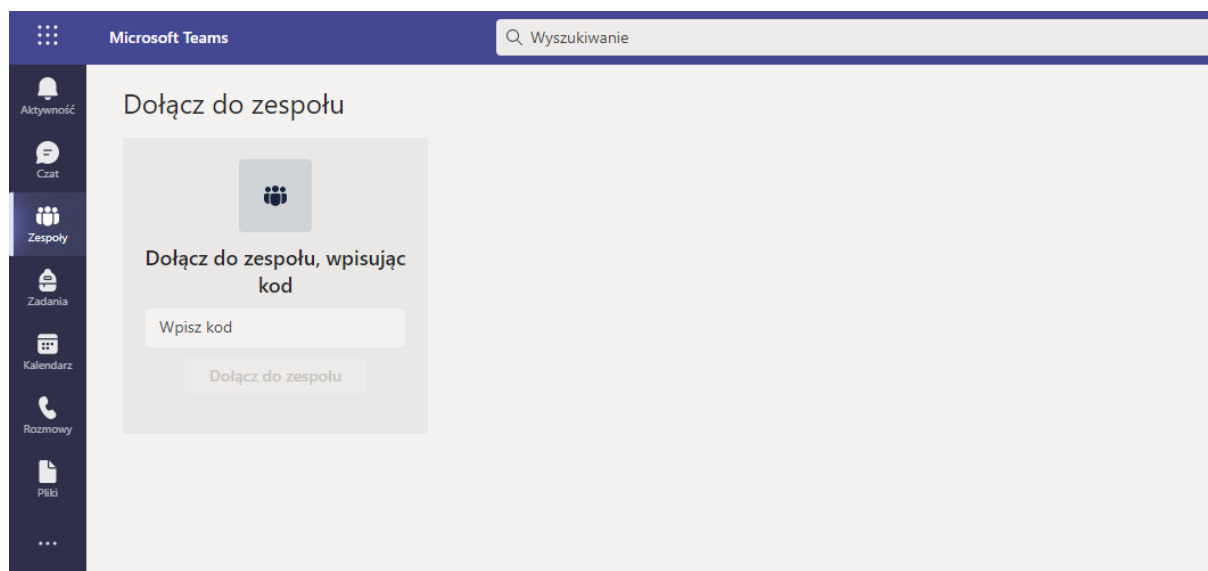 Microsoft Teams
Wyszukiwanie
Aktywność
Czat
Zespoły
Zadania
Kalendarz
Rozmowy
Pliki
Dołącz do zespołu
Dołącz do zespołu, wpisując
kod
Wpisz kod
Dołącz do zespołu